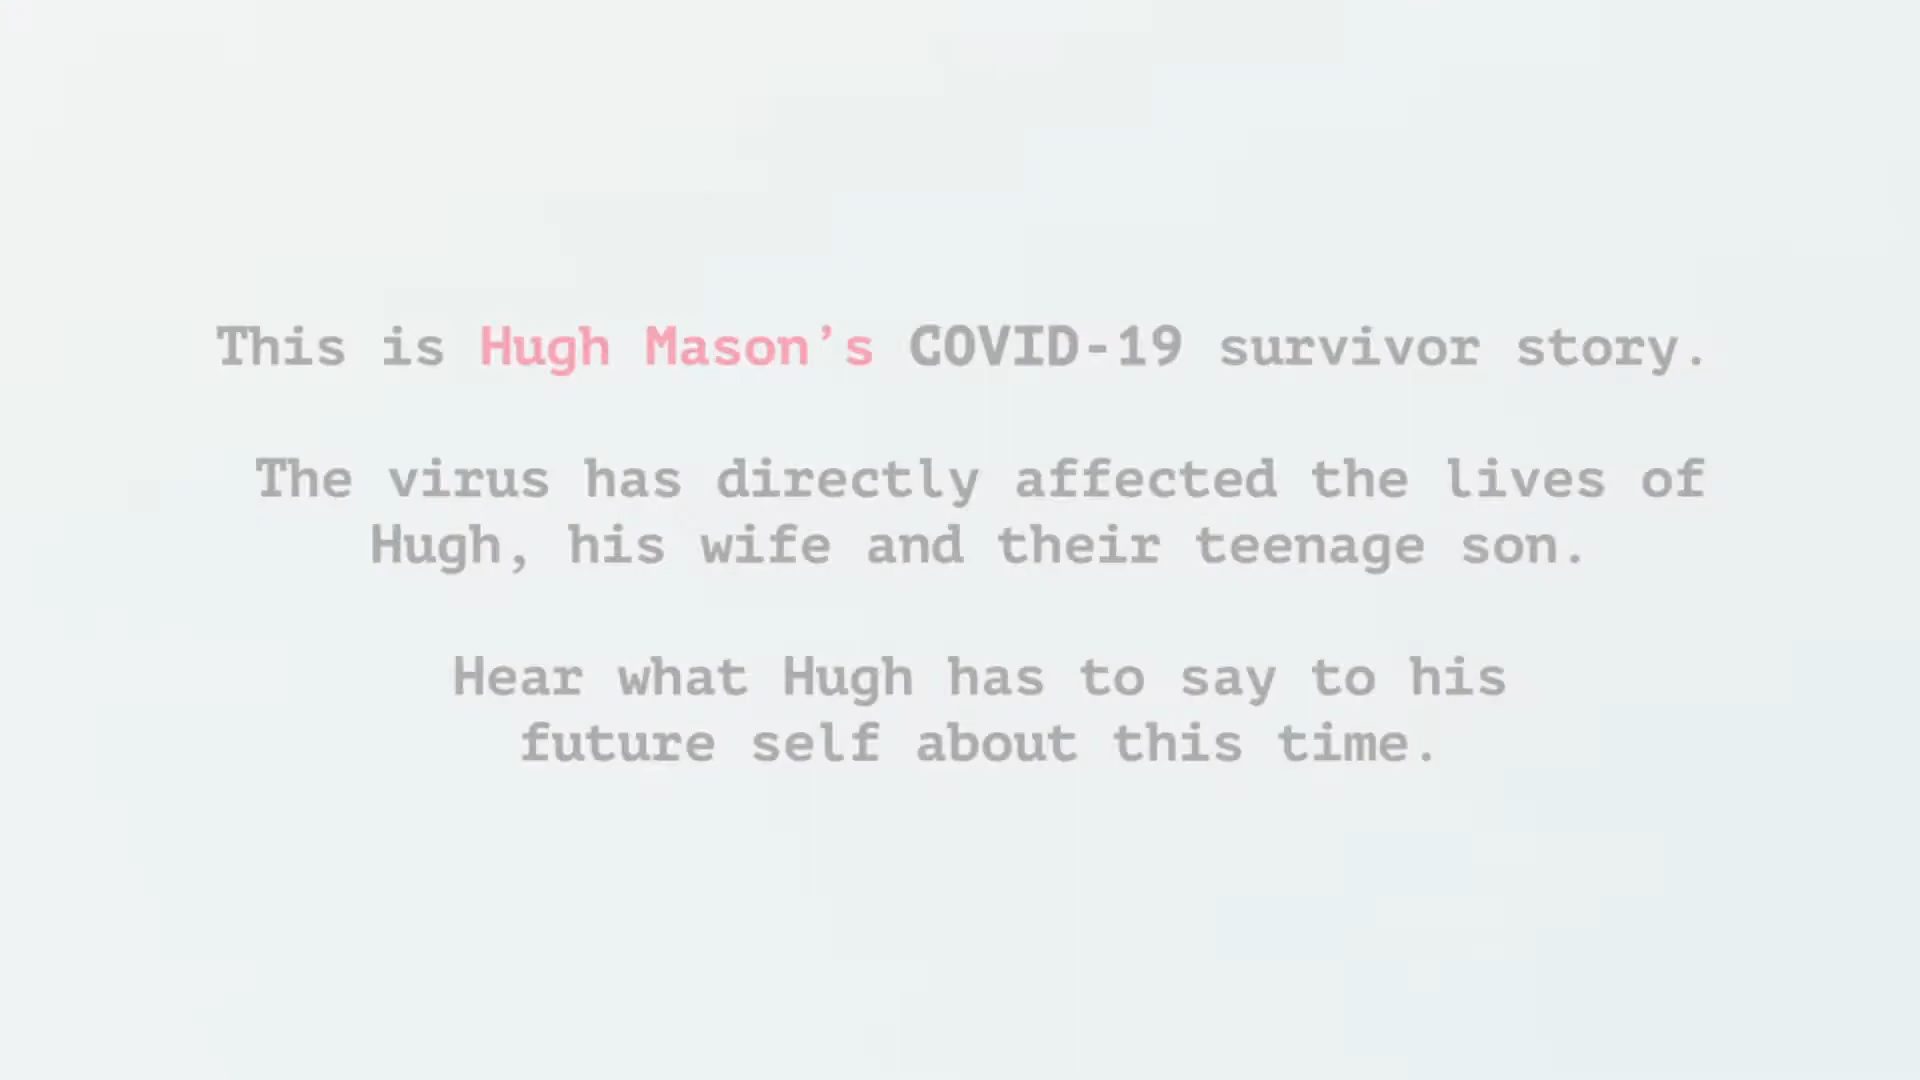 This is Hugh Mason’s COVID-19 survivor story.
The virus has directly affected the lives of
Hugh, his wife and their teenage son.
Hear what Hugh has to say to his
future self about this time.